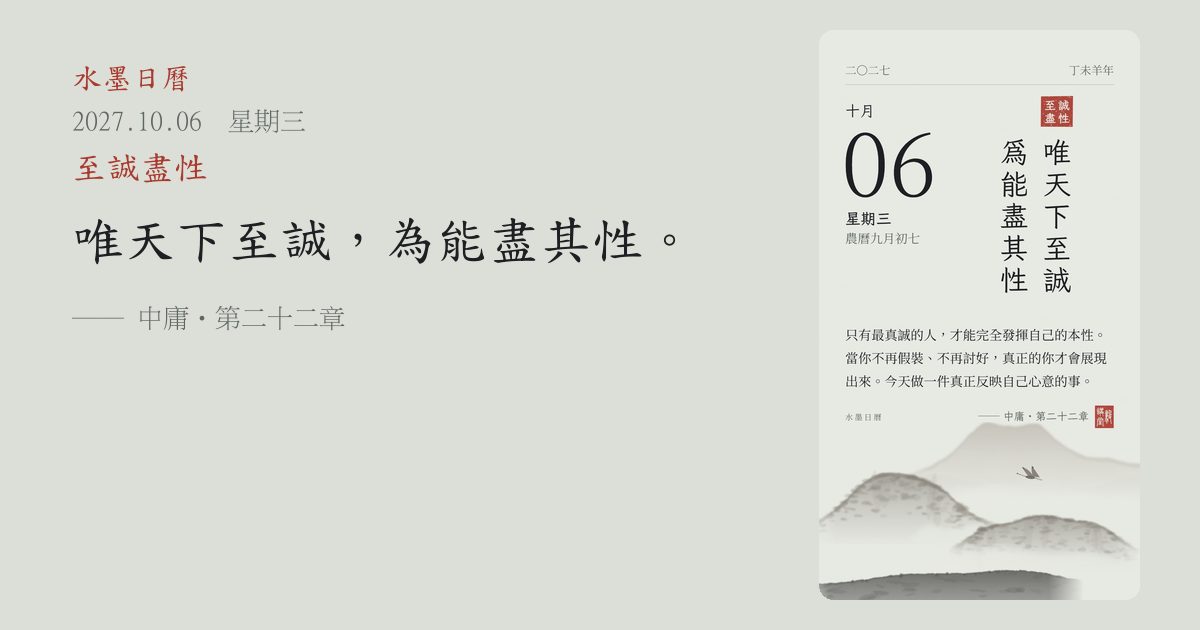 水墨日曆
2027.10.06 星期三
至誠盡性
唯天下至誠，為能盡其性。
—— 中庸・第二十二章
二〇二七
丁未羊年
十月
06
星期三
農曆九月初七
至誠
盡性
唯天下至誠
爲能盡其性
只有最真誠的人，才能完全發揮自己的本性。
當你不再假裝、不再討好，真正的你才會展現
出來。今天做一件真正反映自己心意的事。
水墨日曆
—— 中庸・第二十二章